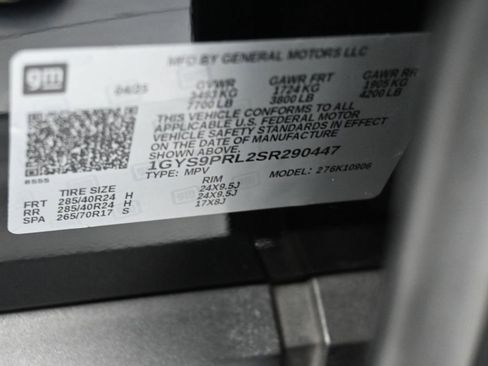 gm
MFD BY GENERAL MOTORS LLC
04/25 GVWR GAWR FRT GAWR RR
3493 KG 1724 KG 1905 KG
7700 LB 3800 LB 4200 LB
THIS VEHICLE CONFORMS TO ALL
APPLICABLE U.S. FEDERAL MOTOR
VEHICLE SAFETY STANDARDS IN EFFECT
ON THE DATE OF MANUFACTURE
SHOWN ABOVE.
1GYS9PRL2SR290447
TYPE: MPV MODEL: 276K10906
TIRE SIZE RIM
FRT 285/40R24 H 24X9.5J
RR 285/40R24 H 24X9.5J
SPA 265/70R17 S 17X8J